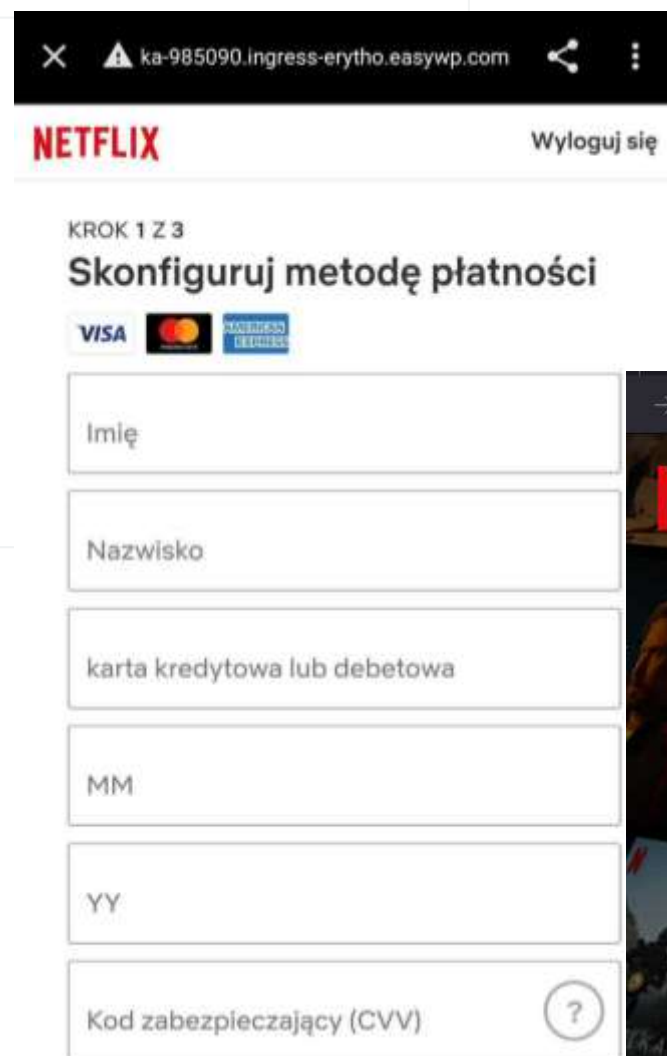 ka-985090.ingress-erytho.easywp.com
NETFLIX
Wyloguj się
KROK 1 Z 3
Skonfiguruj metodę płatności
VISA
AMERICAN
EXPRESS
Imię
Nazwisko
karta kredytowa lub debetowa
MM
YY
Kod zabezpieczający (CVV)
?